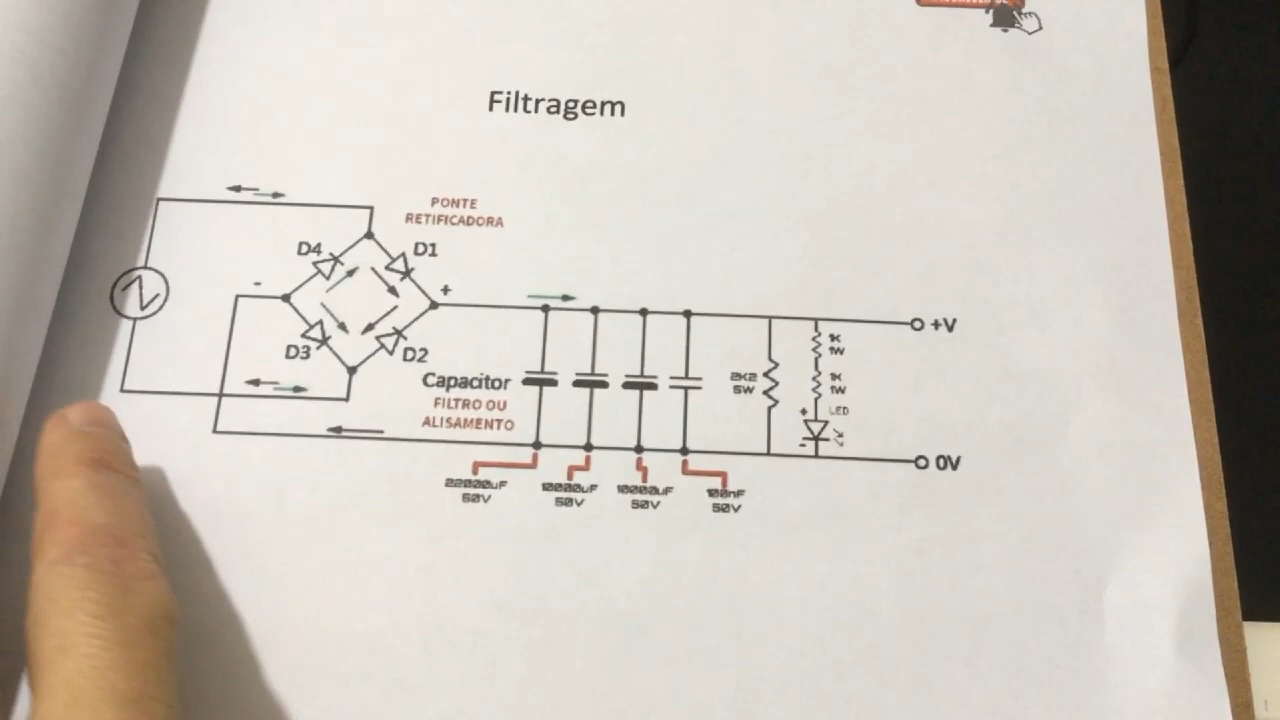 Filtragem
PONTE
RETIFICADORA
D4
D1
-
+
D3
D2
Capacitor
FILTRO OU
ALISAMENTO
2K2
5W
1K
1W
1K
1W
LED
+
-
+V
0V
22000uF
50V
10000uF
50V
10000uF
50V
100nF
50V